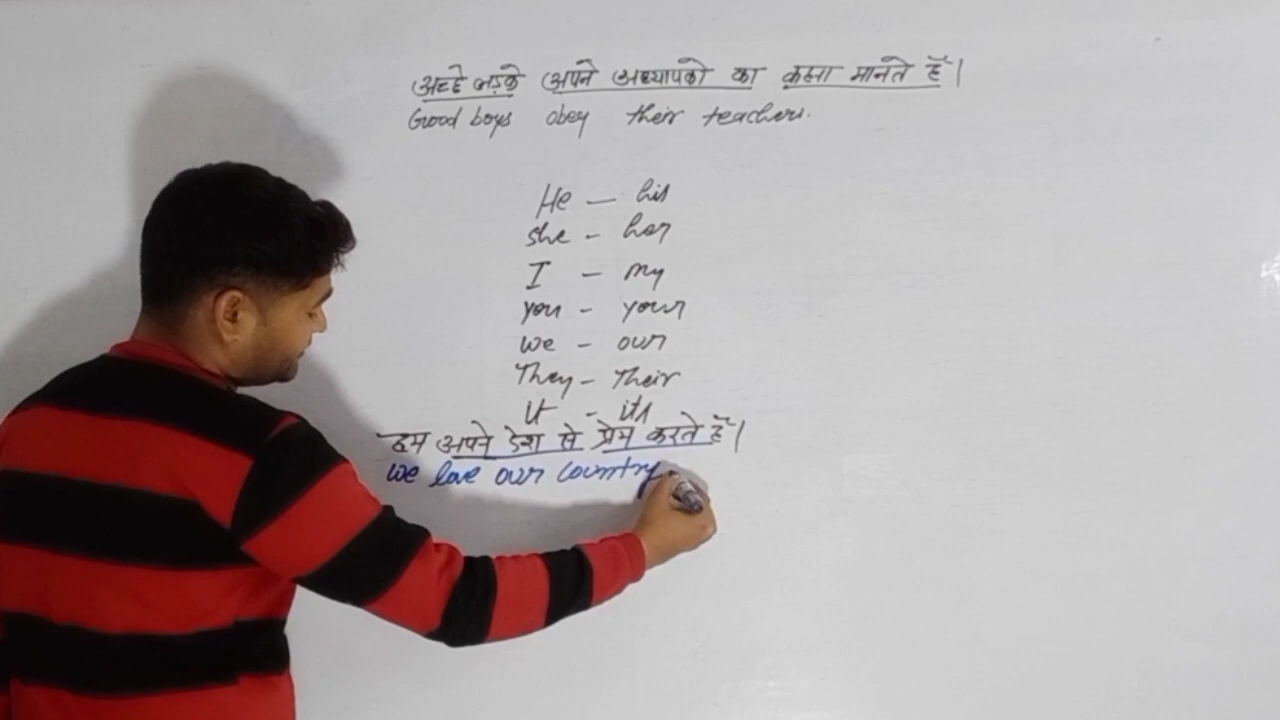 अच्छे लड़के अपने अध्यापको का कहना मानते हैं।
Good boys obey their teachers.
He - his
she - her
I - my
you - your
we - our
They - Their
it - its
हम अपने देश से प्रेम करते हैं।
we love our country.